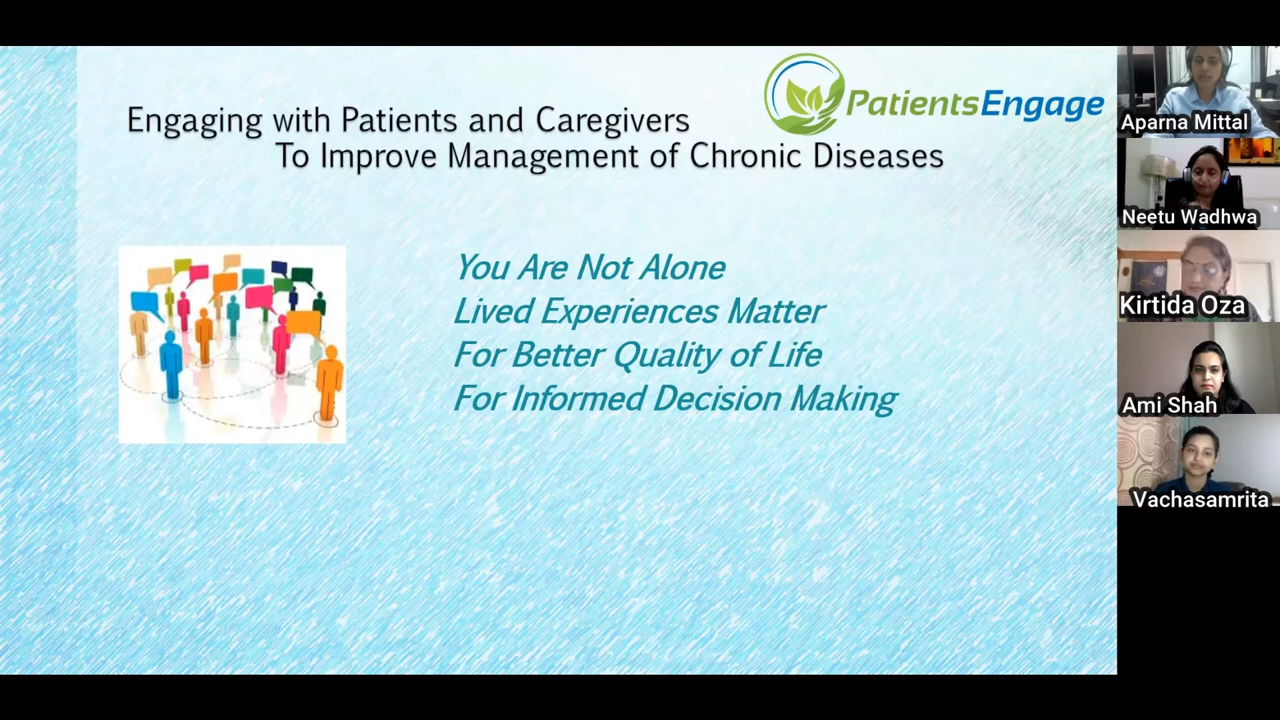 Engaging with Patients and Caregivers
To Improve Management of Chronic Diseases
PatientsEngage
You Are Not Alone
Lived Experiences Matter
For Better Quality of Life
For Informed Decision Making
Aparna Mittal
Neetu Wadhwa
Kirtida Oza
Ami Shah
Vachasamrita